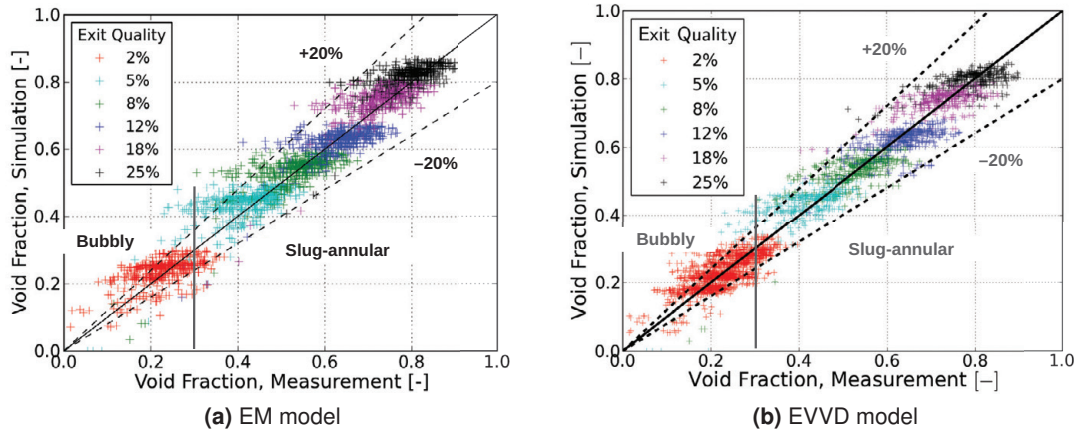 1.0
0.8
0.6
0.4
0.2
0.0
Void Fraction, Simulation [-]
Exit Quality
2%
5%
8%
12%
18%
25%
+20%
−20%
Bubbly
Slug-annular
0.0 0.2 0.4 0.6 0.8 1.0
Void Fraction, Measurement [-]
(a) EM model
1.0
0.8
0.6
0.4
0.2
0.0
Void Fraction, Simulation [—]
Exit Quality
2%
5%
8%
12%
18%
25%
+20%
−20%
Bubbly
Slug-annular
0.0 0.2 0.4 0.6 0.8 1.0
Void Fraction, Measurement [—]
(b) EVVD model